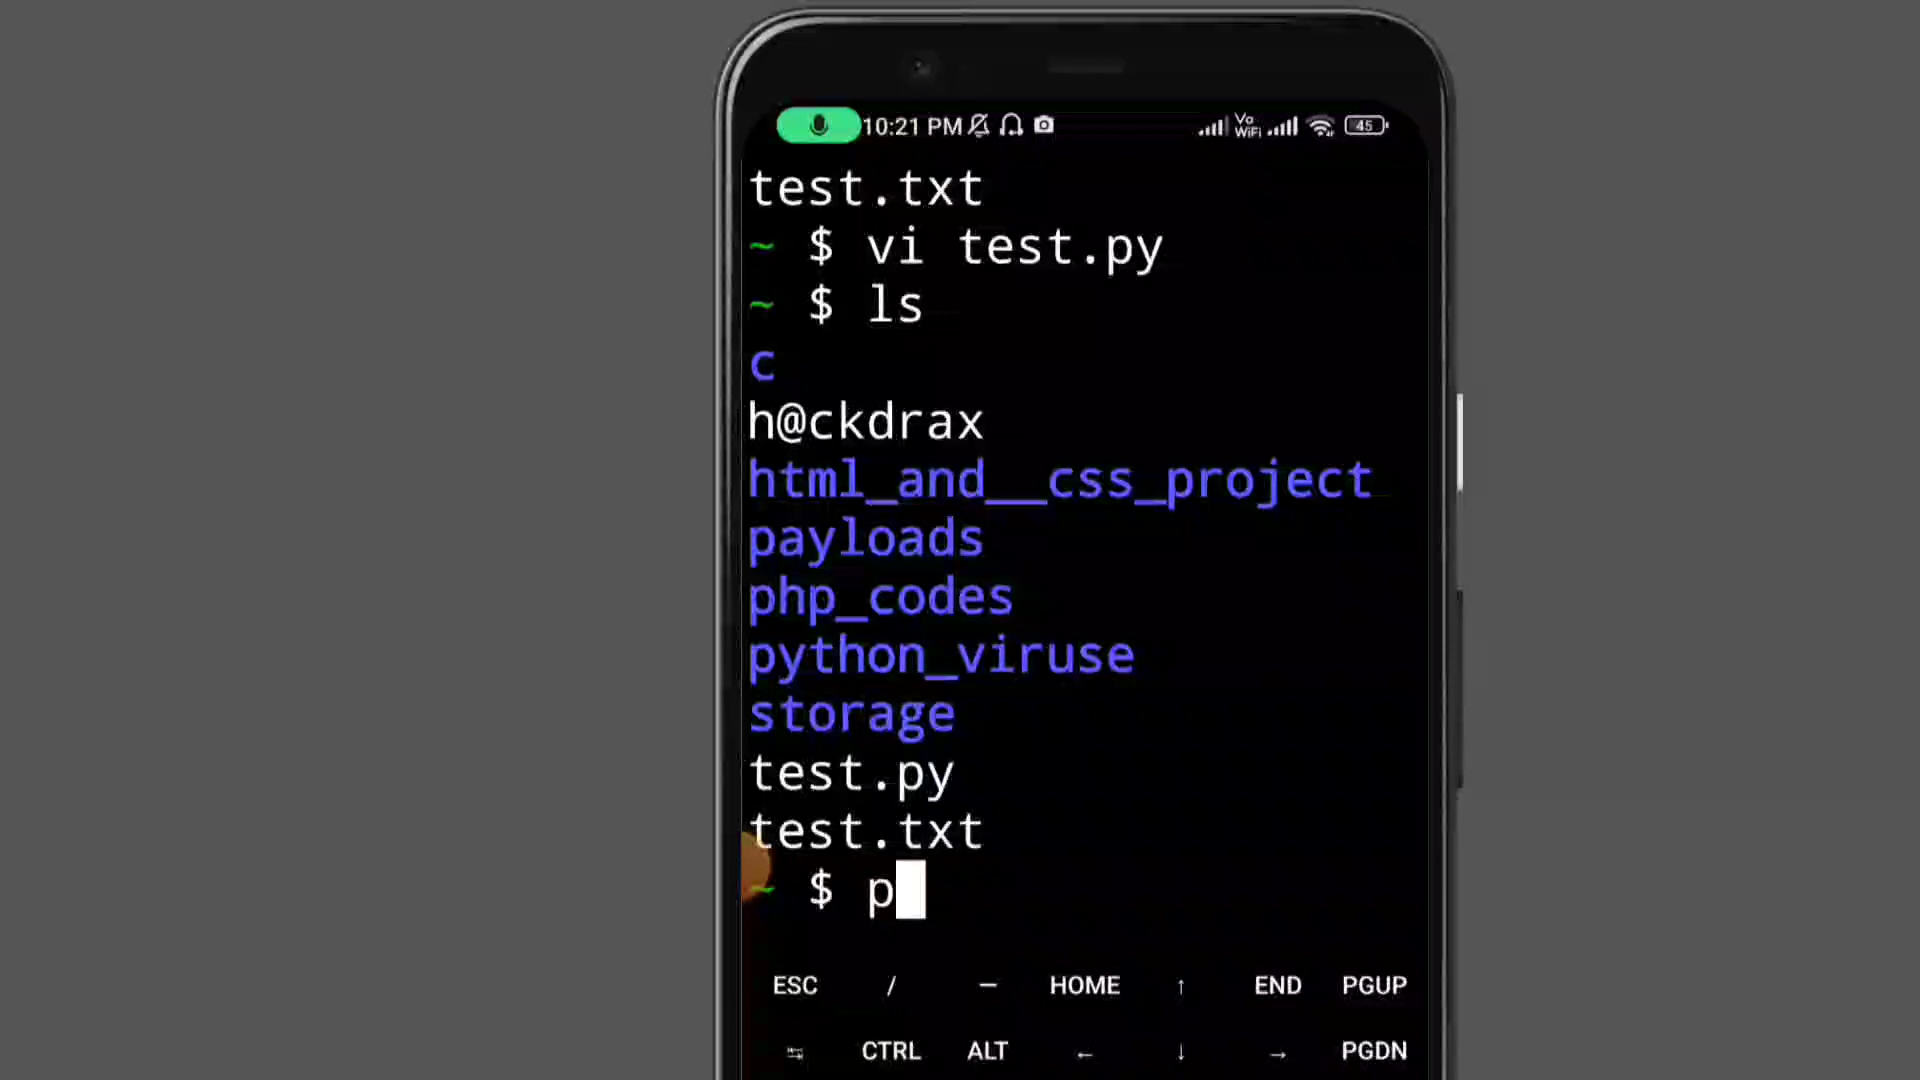 10:21 PM Vo WiFi 45
test.txt
~ $ vi test.py
~ $ ls
c
h@ckdrax
html_and__css_project
payloads
php_codes
python_viruse
storage
test.py
test.txt
~ $ p
ESC / — HOME ↑ END PGUP
↹ CTRL ALT ← ↓ → PGDN